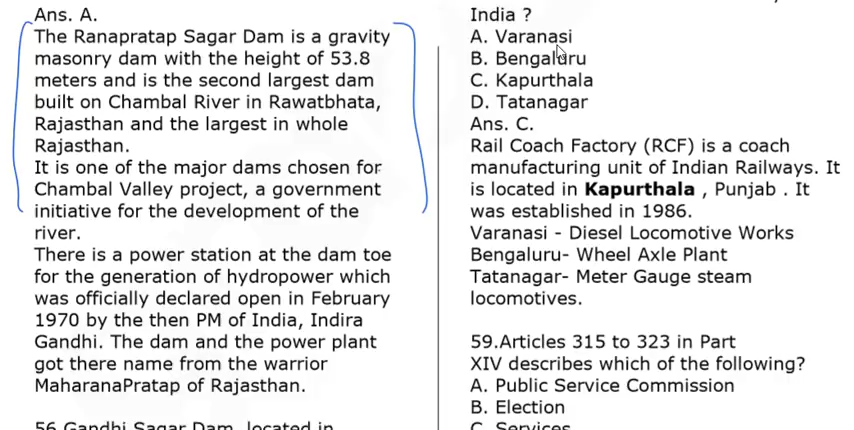 Ans. A.
The Ranapratap Sagar Dam is a gravity
masonry dam with the height of 53.8
meters and is the second largest dam
built on Chambal River in Rawatbhata,
Rajasthan and the largest in whole
Rajasthan.
It is one of the major dams chosen for
Chambal Valley project, a government
initiative for the development of the
river.
There is a power station at the dam toe
for the generation of hydropower which
was officially declared open in February
1970 by the then PM of India, Indira
Gandhi. The dam and the power plant
got there name from the warrior
MaharanaPratap of Rajasthan.
56.Gandhi Sagar Dam, located in
India ?
A. Varanasi
B. Bengaluru
C. Kapurthala
D. Tatanagar
Ans. C.
Rail Coach Factory (RCF) is a coach
manufacturing unit of Indian Railways. It
is located in Kapurthala , Punjab . It
was established in 1986.
Varanasi - Diesel Locomotive Works
Bengaluru- Wheel Axle Plant
Tatanagar- Meter Gauge steam
locomotives.
59.Articles 315 to 323 in Part
XIV describes which of the following?
A. Public Service Commission
B. Election
C. Services